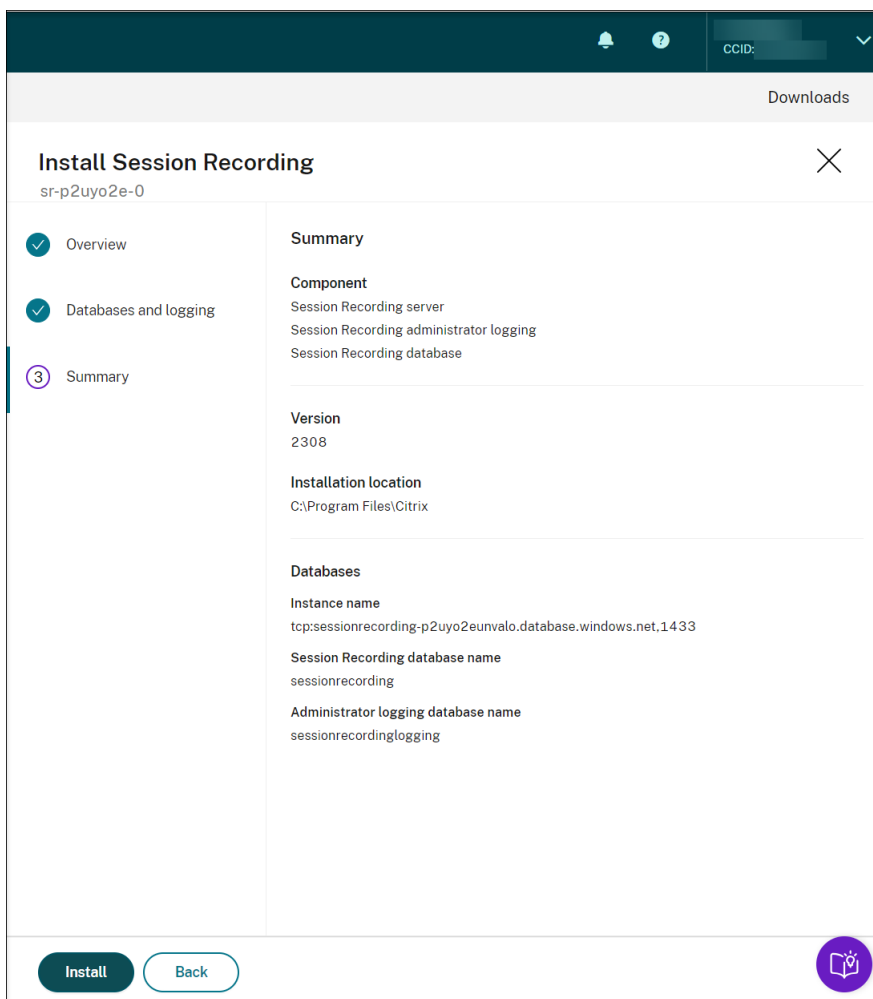 ?
CCID:
Downloads
Install Session Recording
sr-p2uyo2e-0
Overview
Databases and logging
3
Summary
Summary
Component
Session Recording server
Session Recording administrator logging
Session Recording database
Version
2308
Installation location
C:\Program Files\Citrix
Databases
Instance name
tcp:sessionrecording-p2uyo2eunvalo.database.windows.net,1433
Session Recording database name
sessionrecording
Administrator logging database name
sessionrecordinglogging
Install
Back